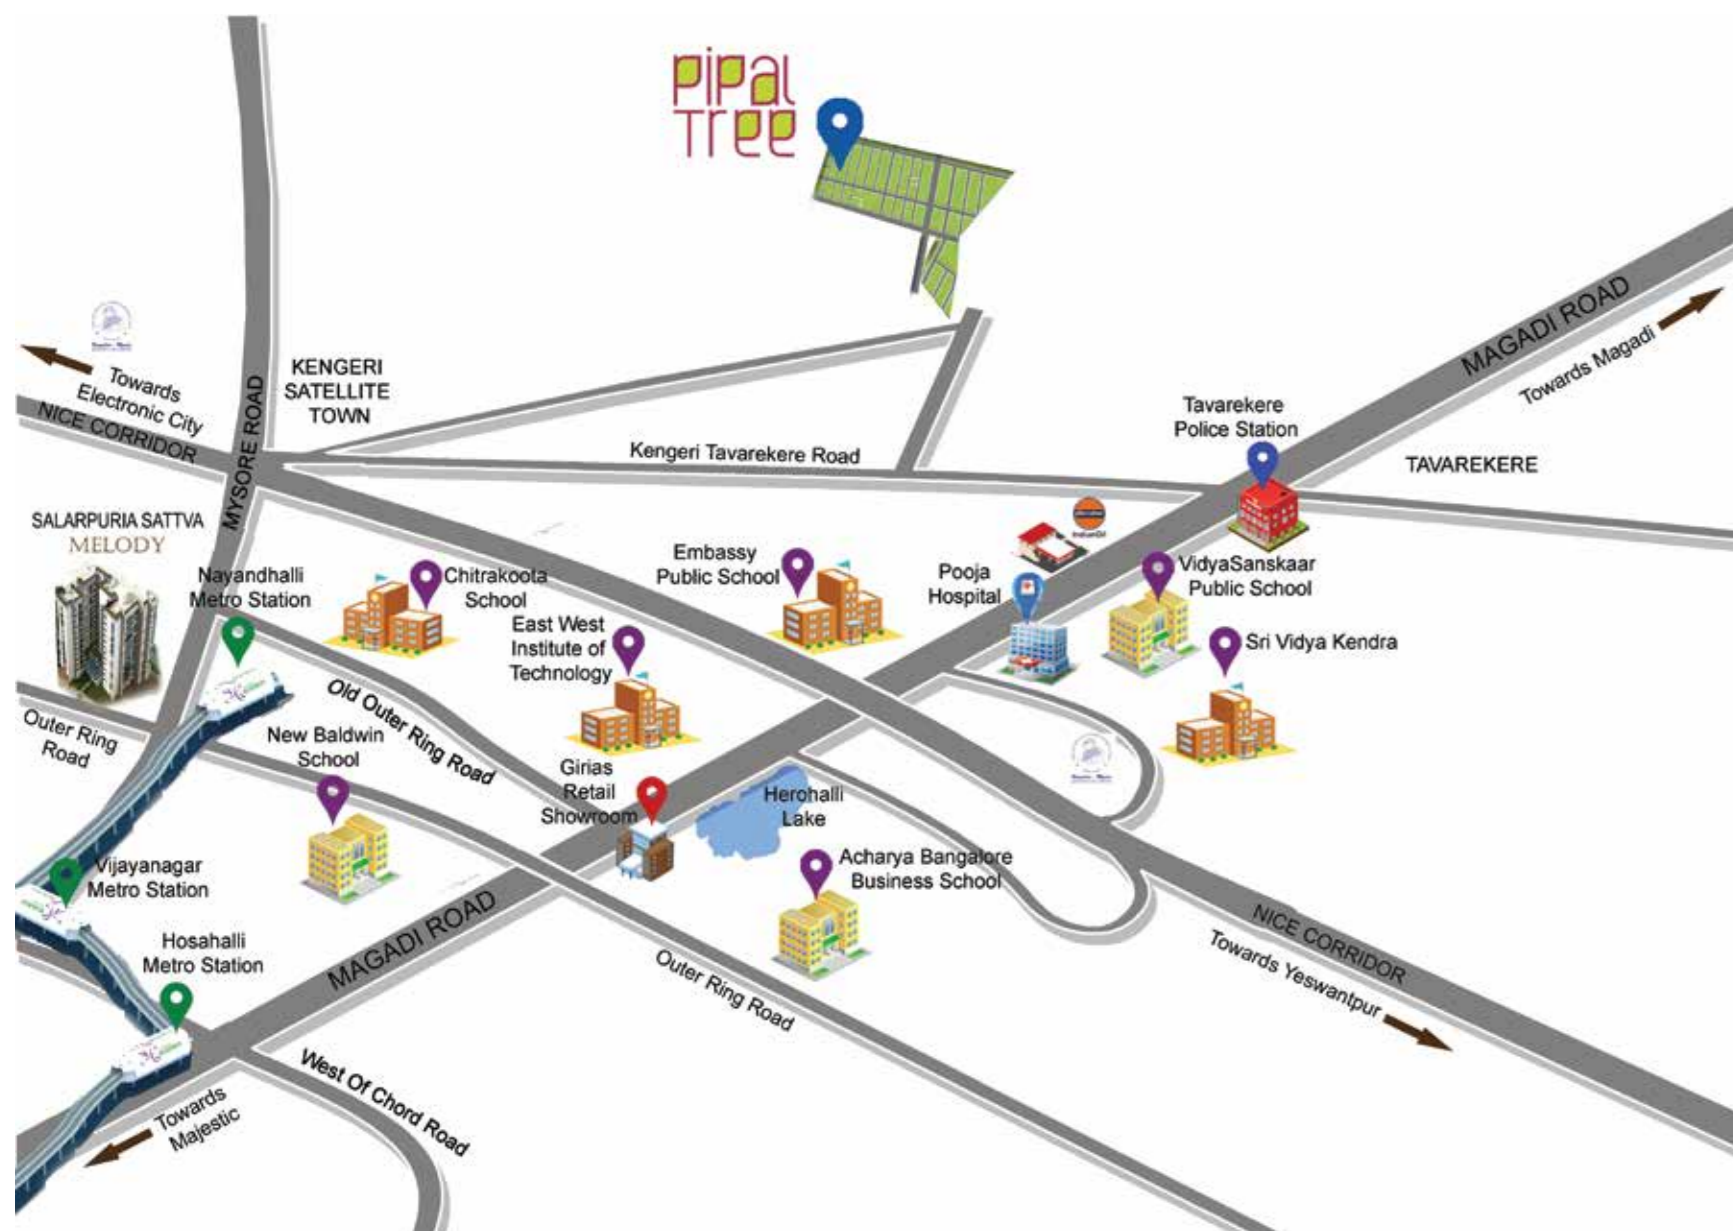 pipal
Tree
MAGADI ROAD
Towards Magadi
KENGERI
SATELLITE
TOWN
Towards
Electronic City
NICE CORRIDOR
MYSORE ROAD
Tavarekere
Police Station
Kengeri Tavarekere Road
TAVAREKERE
SALARPURIA SATTVA
MELODY
IndianOil
Nayandhalli
Metro Station
Chitrakoota
School
Embassy
Public School
Pooja
Hospital
VidyaSanskaar
Public School
East West
Institute of
Technology
Sri Vidya Kendra
Old Outer Ring Road
Outer Ring
Road
New Baldwin
School
Girias
Retail
Showroom
Herohalli
Lake
Vijayanagar
Metro Station
Acharya Bangalore
Business School
MAGADI ROAD
Hosahalli
Metro Station
Outer Ring Road
NICE CORRIDOR
Towards Yeswantpur
West Of Chord Road
Towards
Majestic